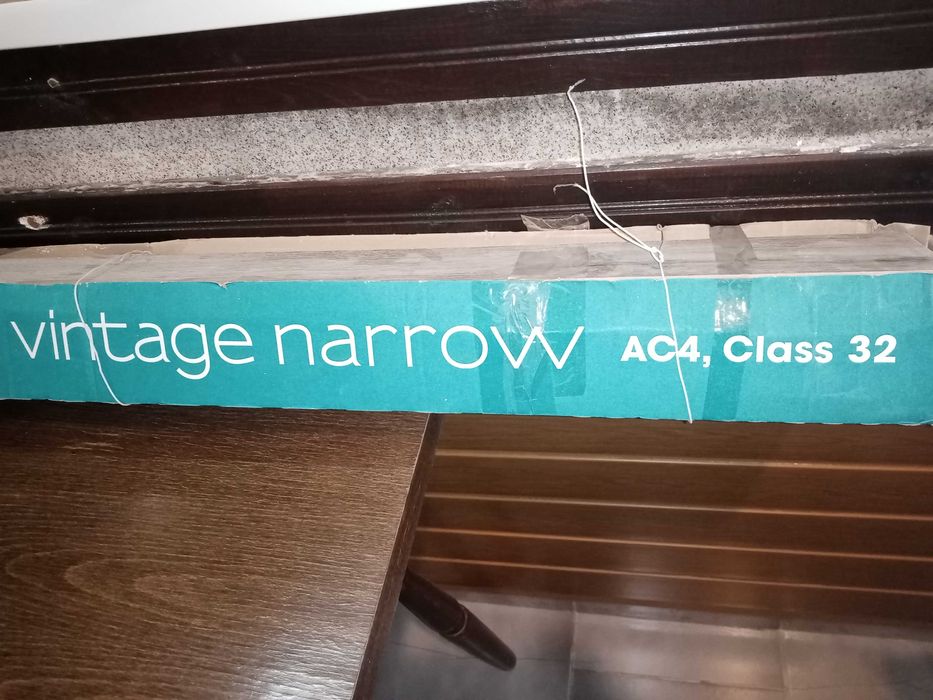 vintage narrow AC4, Class 32